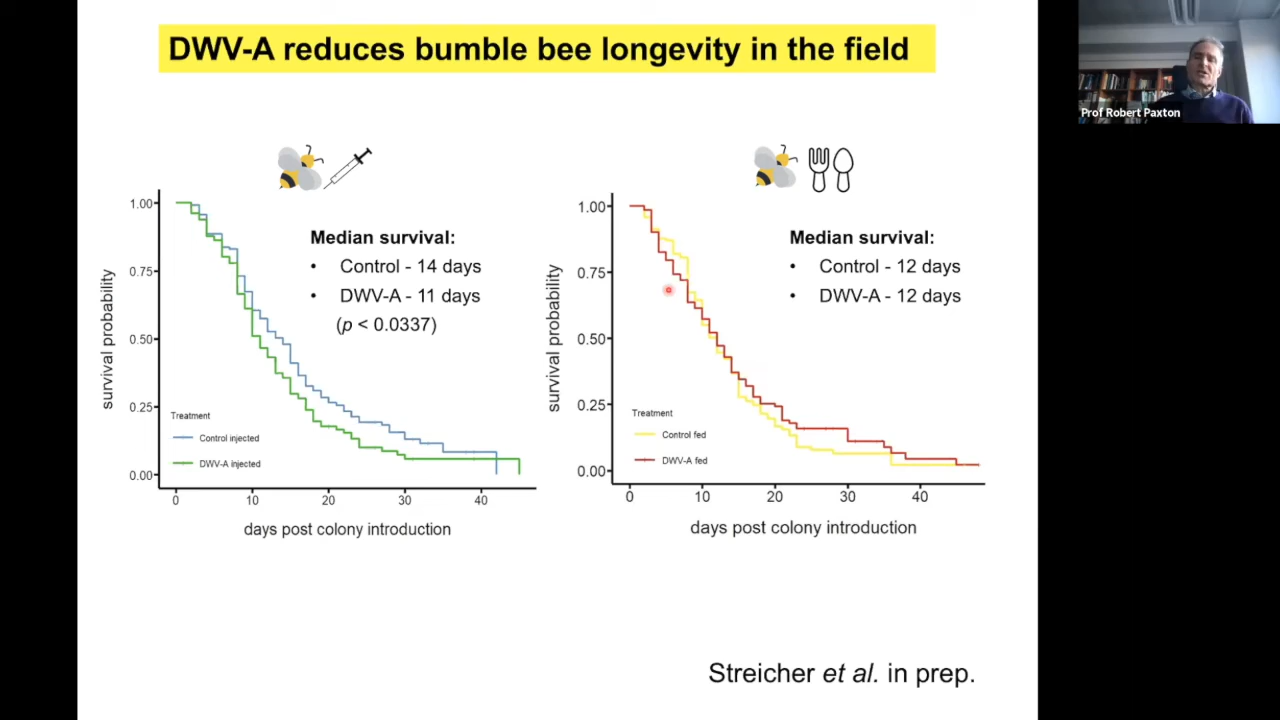 DWV-A reduces bumble bee longevity in the field
Prof Robert Paxton
Median survival:
• Control - 14 days
• DWV-A - 11 days
(p < 0.0337)
survival probability
1.00
0.75
0.50
0.25
0.00
Treatment
Control injected
DWV-A injected
0 10 20 30 40
days post colony introduction
Median survival:
• Control - 12 days
• DWV-A - 12 days
survival probability
1.00
0.75
0.50
0.25
0.00
Treatment
Control fed
DWV-A fed
0 10 20 30 40
days post colony introduction
Streicher et al. in prep.